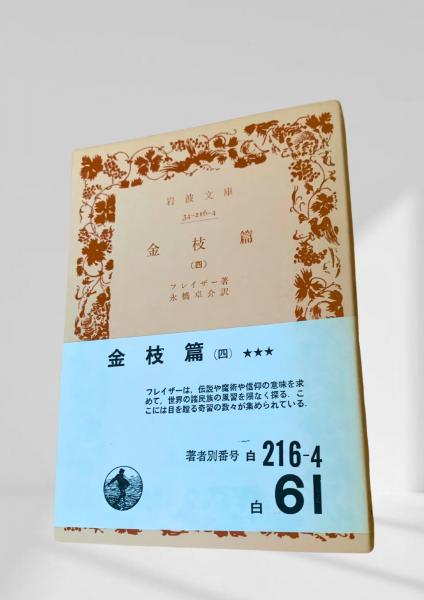 岩波文庫
34-216-4
金枝篇
(四)
フレイザー著
永橋卓介訳
金枝篇(四)★★★
フレイザーは,伝説や魔術や信仰の意味を求
めて,世界の諸民族の風習を隈なく探る.こ
こには目を瞠る奇習の数々が集められている.
著者別番号 白 216-4
白 61